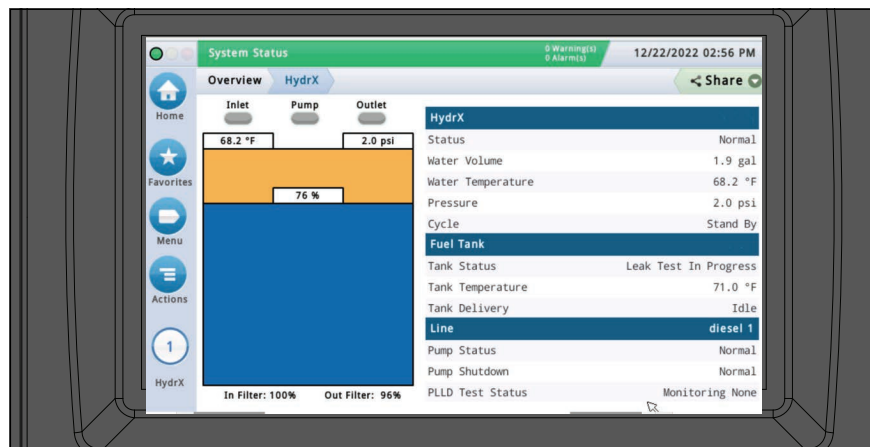 System Status
0 Warning(s)
0 Alarm(s)
12/22/2022 02:56 PM
Overview HydrX Share
Home
Favorites
Menu
Actions
1
HydrX
Inlet Pump Outlet
68.2 °F 2.0 psi
76 %
In Filter: 100% Out Filter: 96%
HydrX
Status Normal
Water Volume 1.9 gal
Water Temperature 68.2 °F
Pressure 2.0 psi
Cycle Stand By
Fuel Tank
Tank Status Leak Test In Progress
Tank Temperature 71.0 °F
Tank Delivery Idle
Line diesel 1
Pump Status Normal
Pump Shutdown Normal
PLLD Test Status Monitoring None